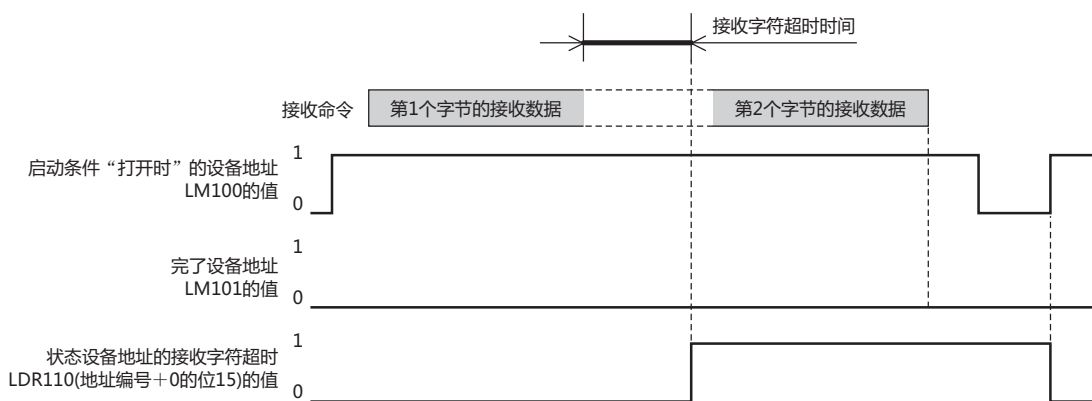 接收字符超时时间
接收命令
第1个字节的接收数据
第2个字节的接收数据
启动条件“打开时”的设备地址
LM100的值
1
0
完了设备地址
LM101的值
1
0
状态设备地址的接收字符超时
LDR110(地址编号＋0的位15)的值
1
0